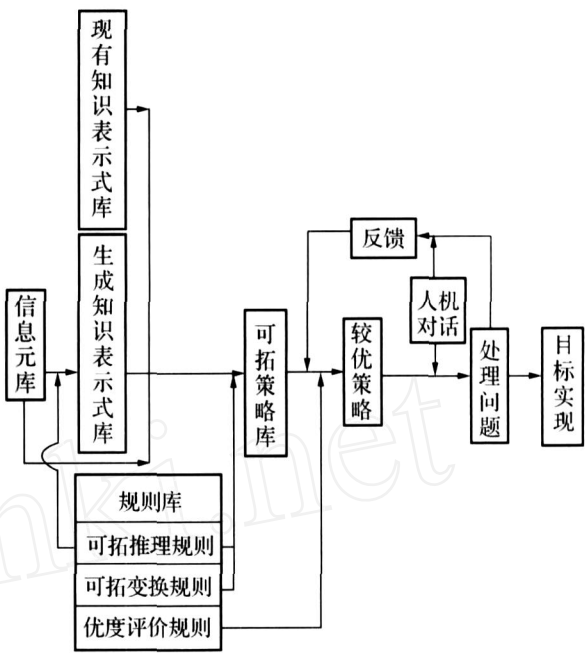 现有知识表示式库
生成知识表示式库
信息元库
可拓策略库
反馈
人机
对话
较优策略
处理问题
目标实现
规则库
可拓推理规则
可拓变换规则
优度评价规则
nki.net